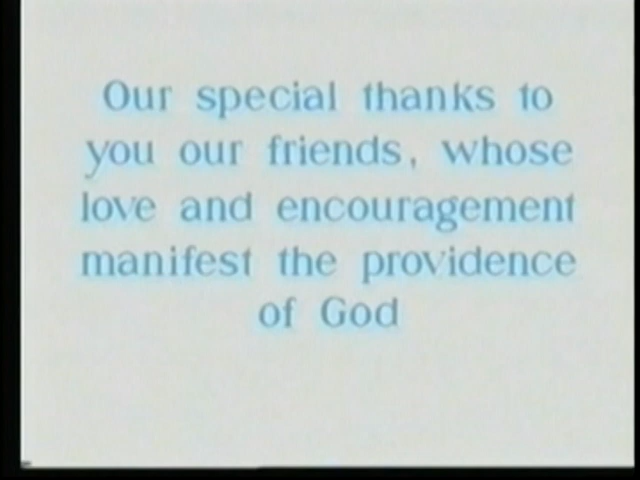 Our special thanks to
you our friends, whose
love and encouragement
manifest the providence
of God